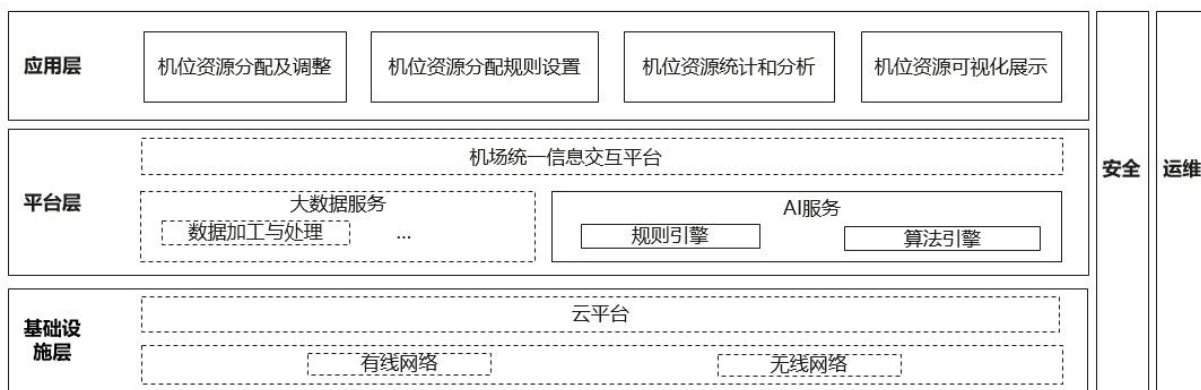 应用层
机位资源分配及调整
机位资源分配规则设置
机位资源统计和分析
机位资源可视化展示
平台层
机场统一信息交互平台
大数据服务
数据加工与处理
...
AI服务
规则引擎
算法引擎
基础设
施层
云平台
有线网络
无线网络
安全
运维